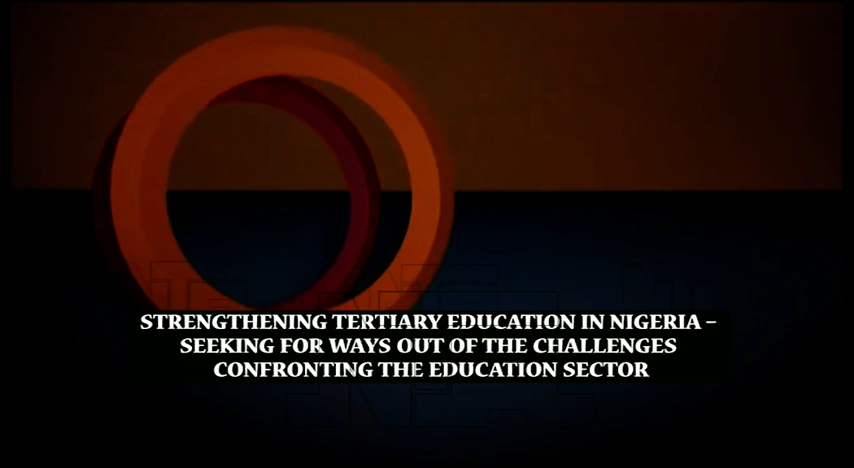 STRENGTHENING TERTIARY EDUCATION IN NIGERIA –
SEEKING FOR WAYS OUT OF THE CHALLENGES
CONFRONTING THE EDUCATION SECTOR